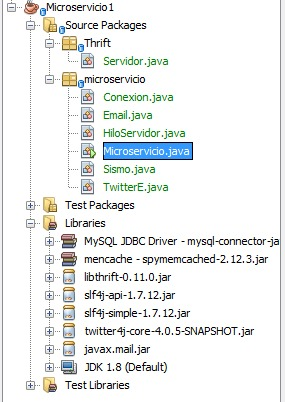 Microservicio1
Source Packages
Thrift
Servidor.java
microservicio
Conexion.java
Email.java
HiloServidor.java
Microservicio.java
Sismo.java
TwitterE.java
Test Packages
Libraries
MySQL JDBC Driver - mysql-connector-ja
mencache - spymemcached-2.12.3.jar
libthrift-0.11.0.jar
slf4j-api-1.7.12.jar
slf4j-simple-1.7.12.jar
twitter4j-core-4.0.5-SNAPSHOT.jar
javax.mail.jar
JDK 1.8 (Default)
Test Libraries